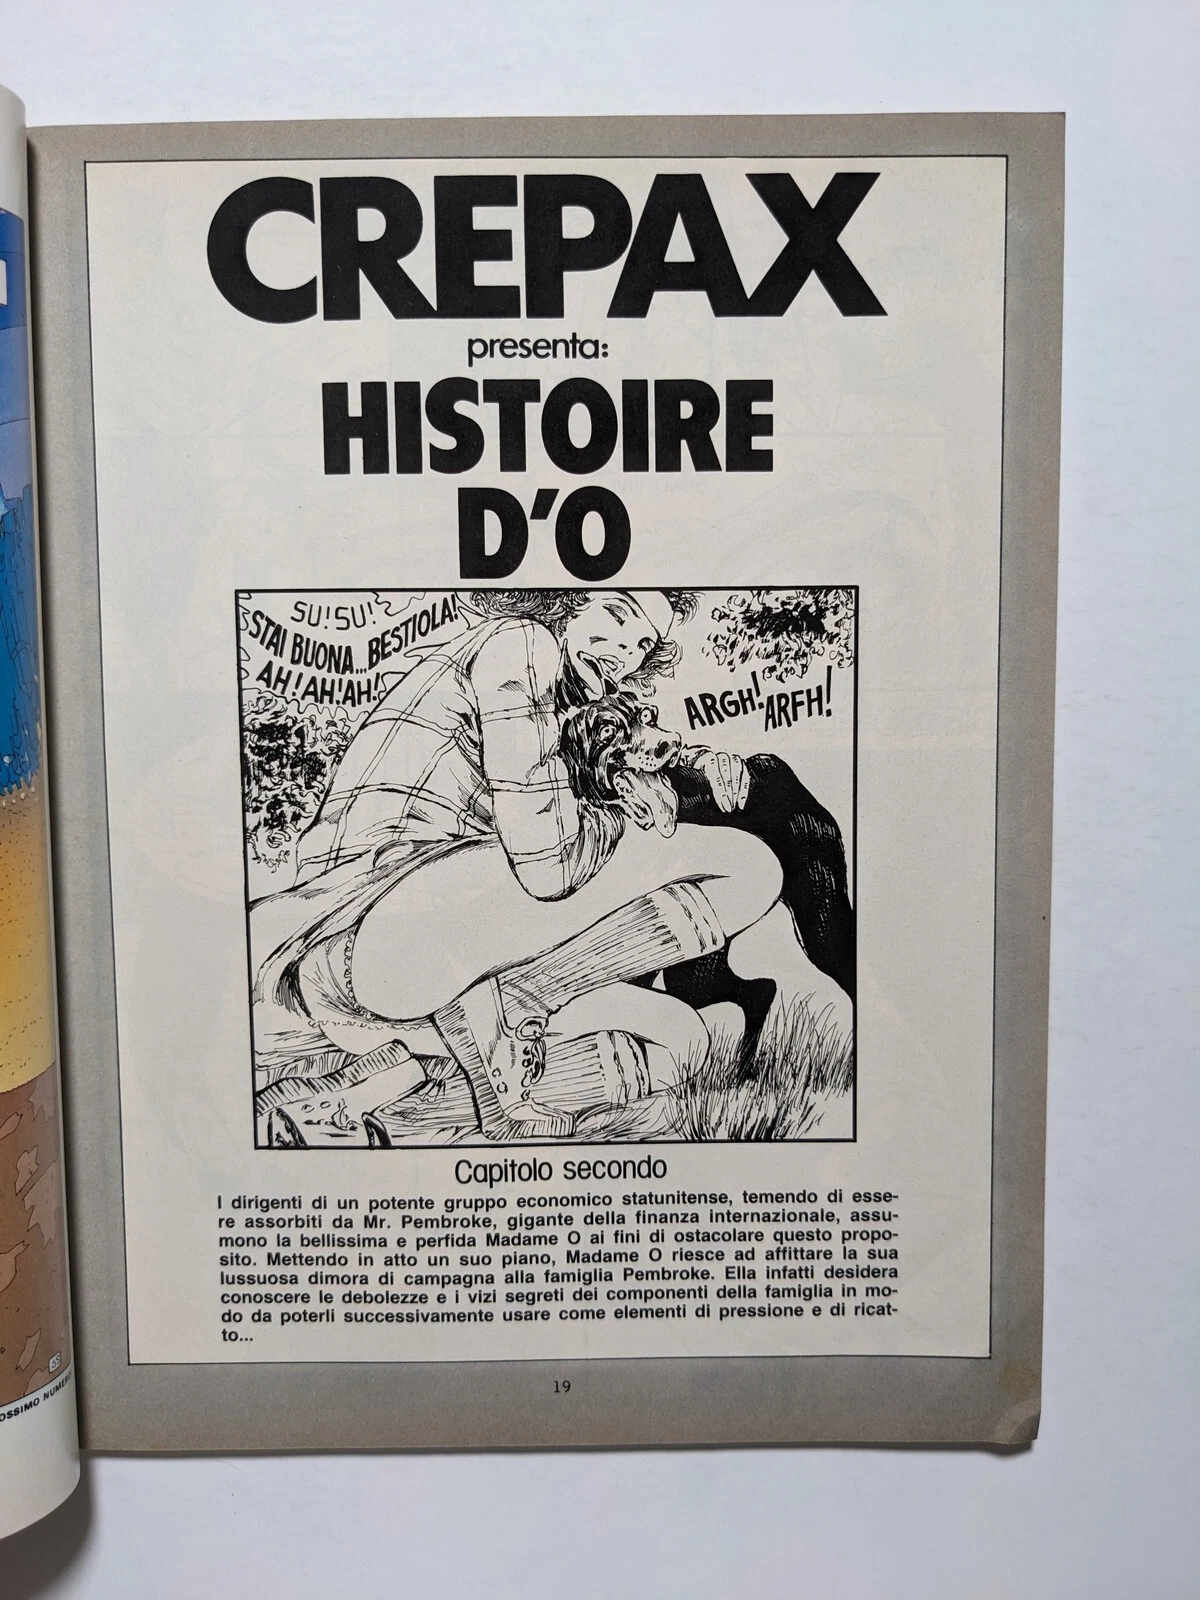 CREPAX
presenta:
HISTOIRE
D'O
SU! SU!
STAI BUONA... BESTIOLA!
AH! AH! AH!
ARGH! ARFH!
Capitolo secondo
I dirigenti di un potente gruppo economico statunitense, temendo di esse-
re assorbiti da Mr. Pembroke, gigante della finanza internazionale, assu-
mono la bellissima e perfida Madame O ai fini di ostacolare questo propo-
sito. Mettendo in atto un suo piano, Madame O riesce ad affittare la sua
lussuosa dimora di campagna alla famiglia Pembroke. Ella infatti desidera
conoscere le debolezze e i vizi segreti dei componenti della famiglia in mo-
do da poterli successivamente usare come elementi di pressione e di ricat-
to...
19